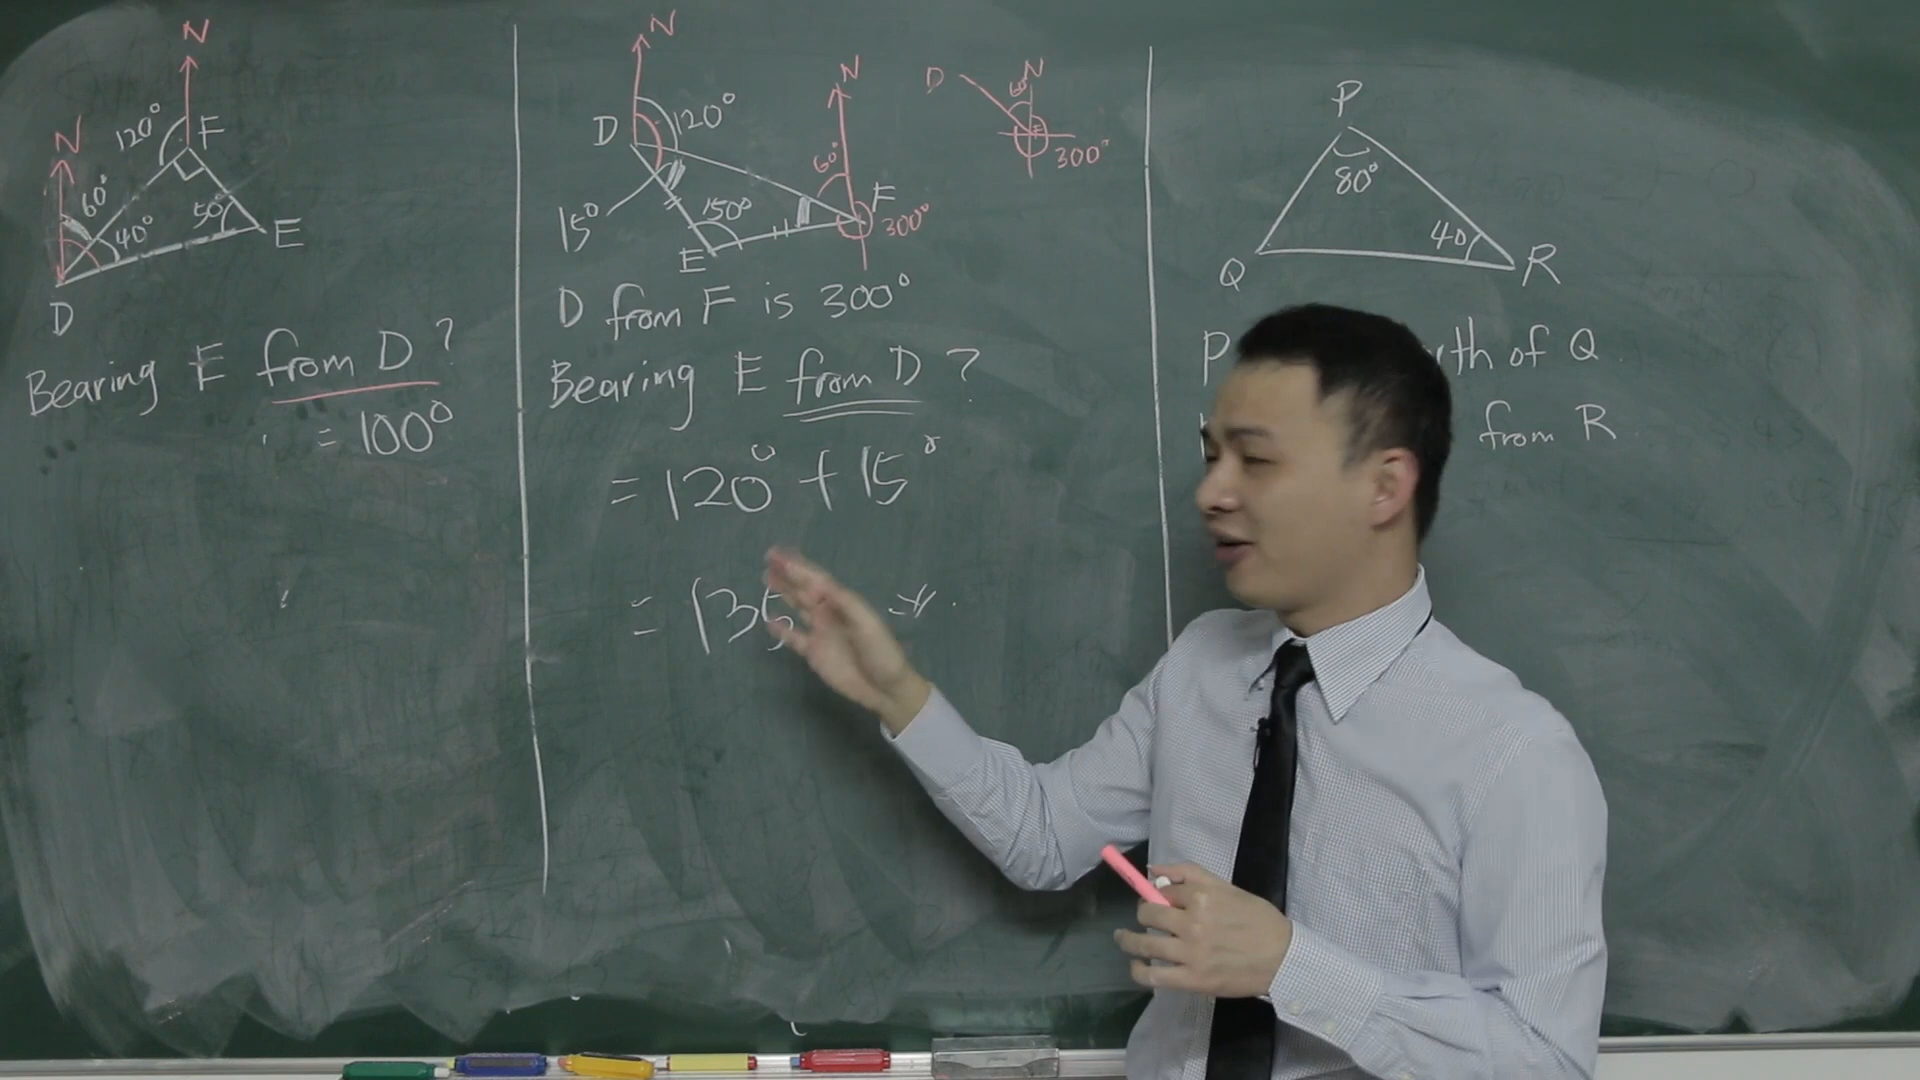 N
120°
F
N
60°
40°
50°
E
D
Bearing E from D?
= 100°
N
D
120°
15°
150°
E
N
60°
F
300°
D
N
60°
F
300°
D from F is 300°
Bearing E from D?
= 120° + 15°
= 135
P
80°
40
Q
R
P
th of Q
from R